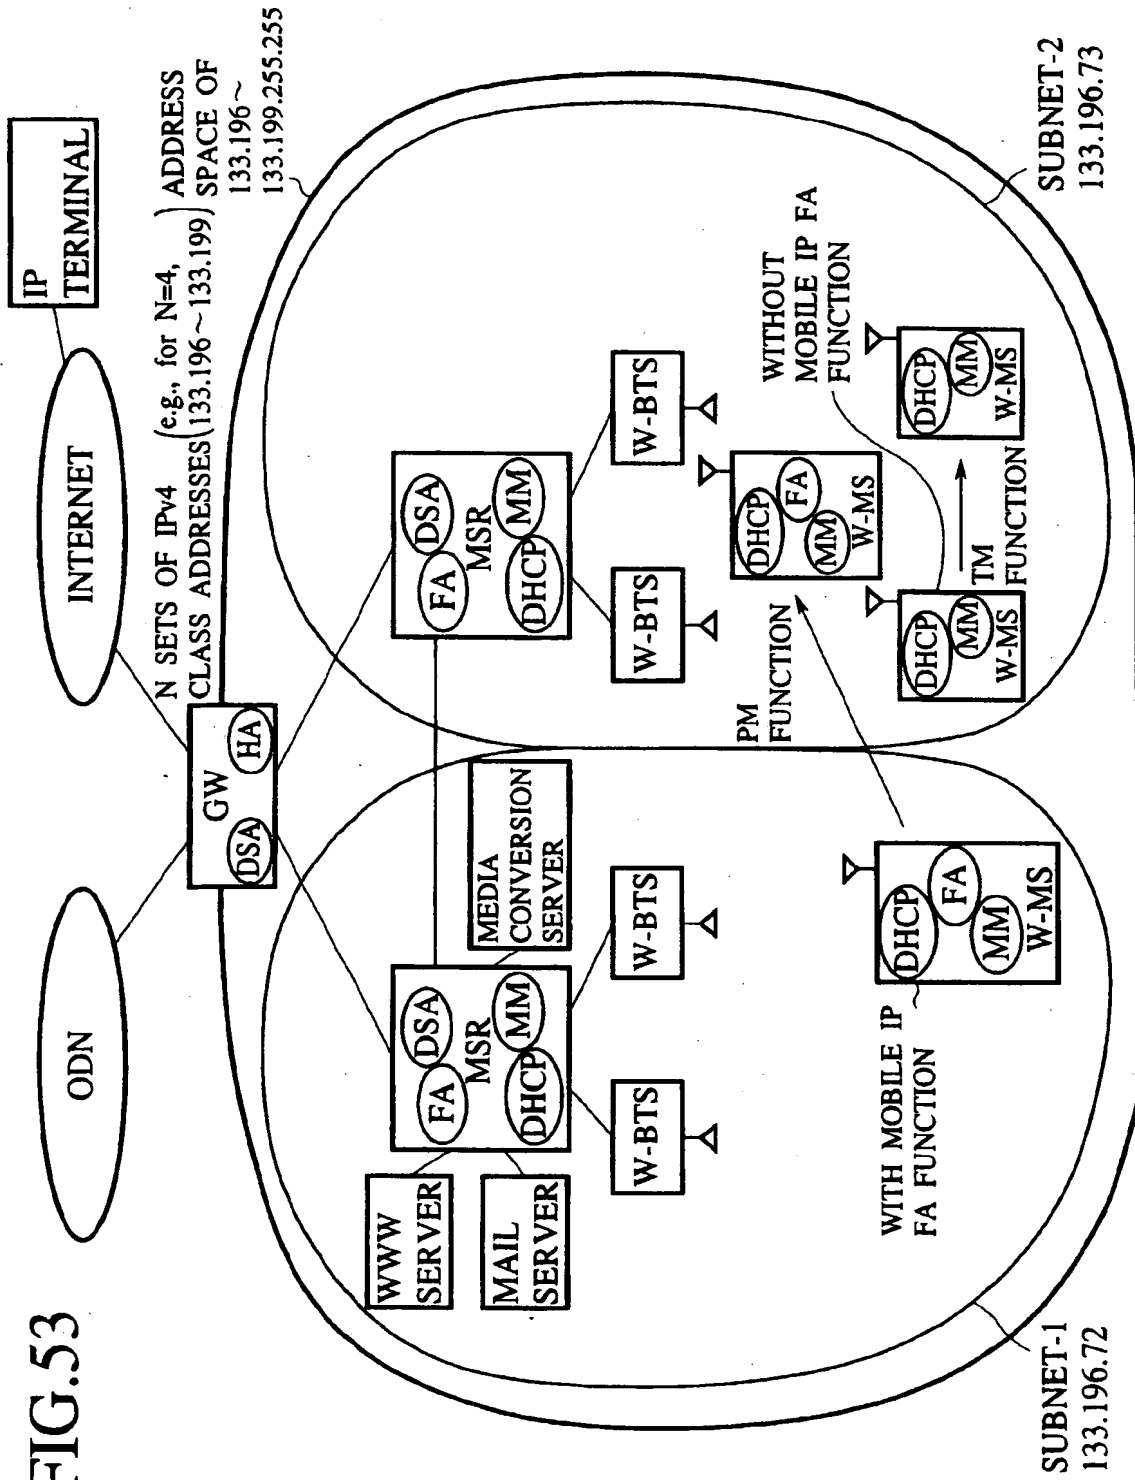 FIG.53
ODN
INTERNET
IP
TERMINAL
N SETS OF IPv4
CLASS ADDRESSES
(e.g., for N=4,
133.196~133.199)
ADDRESS
SPACE OF
133.196~
133.199.255.255
GW
DSA
HA
WWW
SERVER
MAIL
SERVER
FA
DSA
MSR
DHCP
MM
MEDIA
CONVERSION
SERVER
FA
DSA
MSR
DHCP
MM
W-BTS
W-BTS
W-BTS
W-BTS
WITH MOBILE IP
FA FUNCTION
DHCP
FA
MM
W-MS
PM
FUNCTION
DHCP
FA
MM
W-MS
WITHOUT
MOBILE IP FA
FUNCTION
DHCP
MM
W-MS
TM
FUNCTION
DHCP
MM
W-MS
SUBNET-1
133.196.72
SUBNET-2
133.196.73